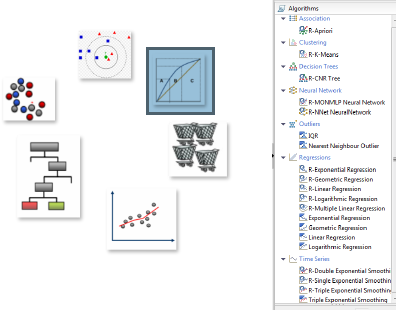 A B C
Algorithms
Association
R-Apriori
Clustering
R-K-Means
Decision Trees
R-CNR Tree
Neural Network
R-MONMLP Neural Network
R-NNet NeuralNetwork
Outliers
IQR
Nearest Neighbour Outlier
Regressions
R-Exponential Regression
R-Geometric Regression
R-Linear Regression
R-Logarithmic Regression
R-Multiple Linear Regression
Exponential Regression
Geometric Regression
Linear Regression
Logarithmic Regression
Time Series
R-Double Exponential Smoothin
R-Single Exponential Smoothin
R-Triple Exponential Smoothing
Triple Exponential Smoothing